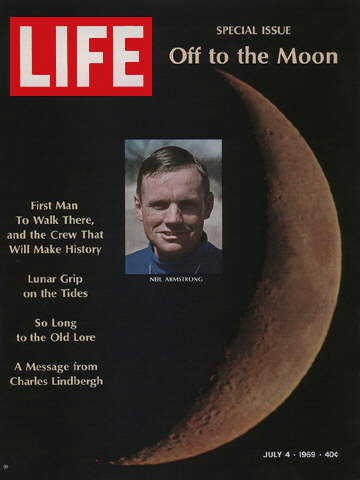 LIFE
SPECIAL ISSUE
Off to the Moon
First Man
To Walk There,
and the Crew That
Will Make History
Lunar Grip
on the Tides
So Long
to the Old Lore
A Message from
Charles Lindbergh
NEIL ARMSTRONG
JULY 4 · 1969 · 40¢